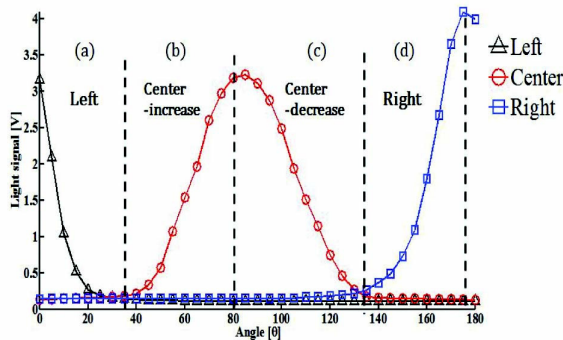 4
3.5
3
2.5
2
1.5
1
0.5
0
Light signal [V]
(a)
(b)
(c)
(d)
Left
Center
-increase
Center
-decrease
Right
Left
Center
Right
0
20
40
60
80
100
120
140
160
180
Angle [θ]